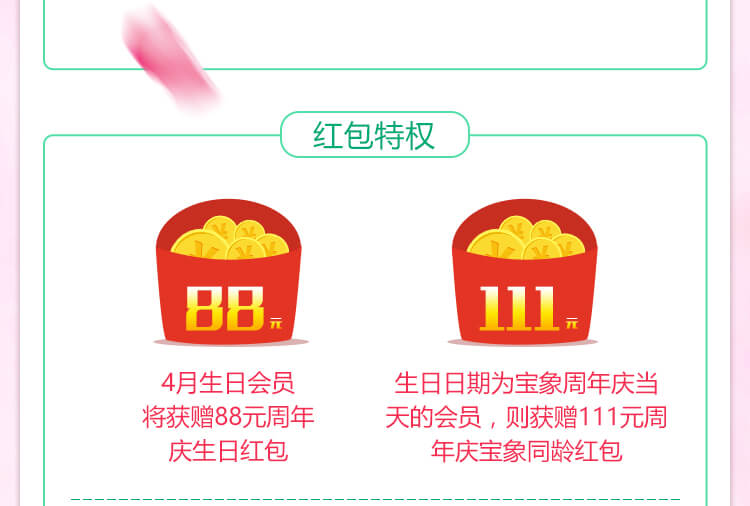 红包特权
88元
111元
4月生日会员
将获赠88元周年
庆生日红包
生日日期为宝象周年庆当
天的会员，则获赠111元周
年庆宝象同龄红包